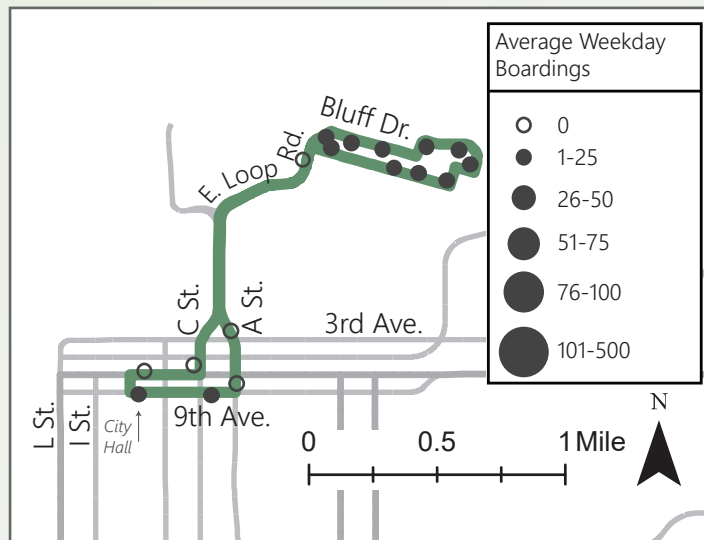 Average Weekday
Boardings
0
1-25
26-50
51-75
76-100
101-500
Bluff Dr.
E. Loop Rd.
C St.
A St.
3rd Ave.
9th Ave.
L St.
I St.
City
Hall
N
0 0.5 1 Mile